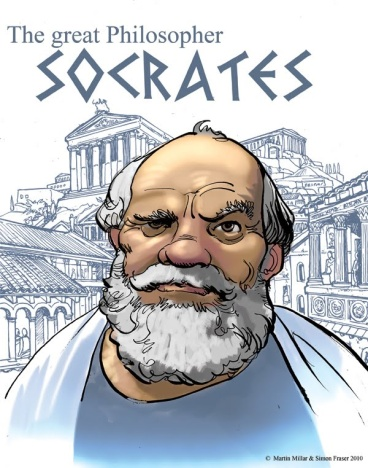 The great Philosopher
SOCRATES
© Martin Millar & Simon Fraser 2010